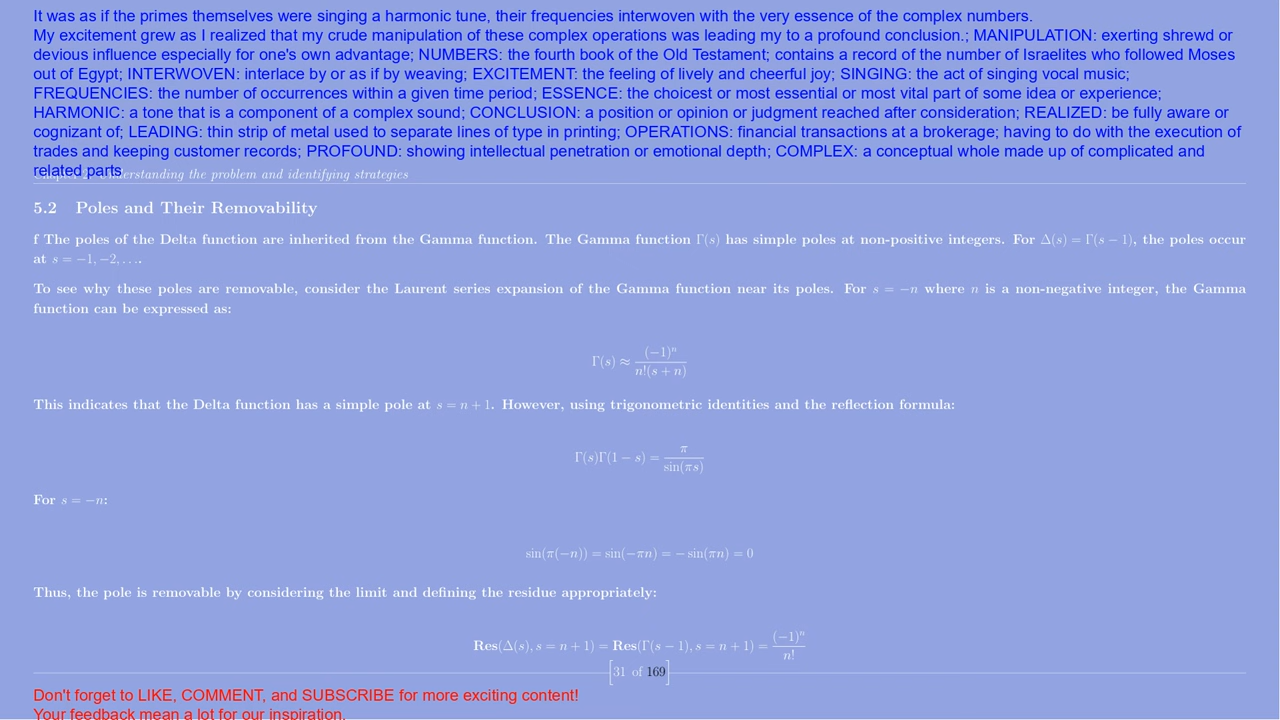 It was as if the primes themselves were singing a harmonic tune, their frequencies interwoven with the very essence of the complex numbers.
My excitement grew as I realized that my crude manipulation of these complex operations was leading my to a profound conclusion.; MANIPULATION: exerting shrewd or
devious influence especially for one's own advantage; NUMBERS: the fourth book of the Old Testament; contains a record of the number of Israelites who followed Moses
out of Egypt; INTERWOVEN: interlace by or as if by weaving; EXCITEMENT: the feeling of lively and cheerful joy; SINGING: the act of singing vocal music;
FREQUENCIES: the number of occurrences within a given time period; ESSENCE: the choicest or most essential or most vital part of some idea or experience;
HARMONIC: a tone that is a component of a complex sound; CONCLUSION: a position or opinion or judgment reached after consideration; REALIZED: be fully aware or
cognizant of; LEADING: thin strip of metal used to separate lines of type in printing; OPERATIONS: financial transactions at a brokerage; having to do with the execution of
trades and keeping customer records; PROFOUND: showing intellectual penetration or emotional depth; COMPLEX: a conceptual whole made up of complicated and
related parts
the problem and identifying strategies
5.2 Poles and Their Removability
f The poles of the Delta function are inherited from the Gamma function. The Gamma function Γ(s) has simple poles at non-positive integers. For Δ(s) = Γ(s − 1), the poles occur
at s = −1, −2, . . ..
To see why these poles are removable, consider the Laurent series expansion of the Gamma function near its poles. For s = −n where n is a non-negative integer, the Gamma
function can be expressed as:
Γ(s) ≈ (−1)^n / n!(s + n)
This indicates that the Delta function has a simple pole at s = n + 1. However, using trigonometric identities and the reflection formula:
Γ(s)Γ(1 − s) = π / sin(πs)
For s = −n:
sin(π(−n)) = sin(−πn) = − sin(πn) = 0
Thus, the pole is removable by considering the limit and defining the residue appropriately:
Res(Δ(s), s = n + 1) = Res(Γ(s − 1), s = n + 1) = (−1)^n / n!
[31 of 169]
Don't forget to LIKE, COMMENT, and SUBSCRIBE for more exciting content!
Your feedback mean a lot for our inspiration.